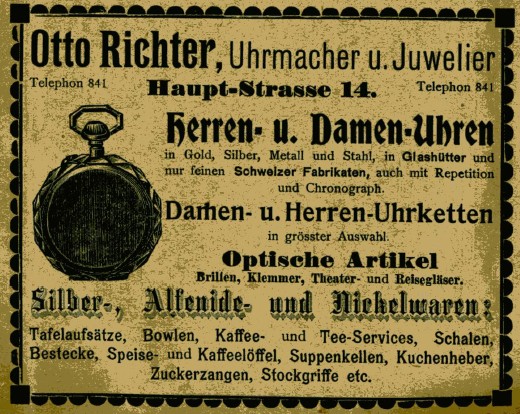 Otto Richter, Uhrmacher u. Juwelier
Telephon 841
Haupt-Strasse 14.
Telephon 841
Herren- u. Damen-Uhren
in Gold, Silber, Metall und Stahl, in Glashütter und
nur feinen Schweizer Fabrikaten, auch mit Repetition
und Chronograph.
Damen- u. Herren-Uhrketten
in grösster Auswahl.
Optische Artikel
Brillen, Klemmer, Theater- und Reisegläser.
Silber-, Alfenide- und Nickelwaren:
Tafelaufsätze, Bowlen, Kaffee- und Tee-Services, Schalen,
Bestecke, Speise- und Kaffeelöffel, Suppenkellen, Kuchenheber,
Zuckerzangen, Stockgriffe etc.